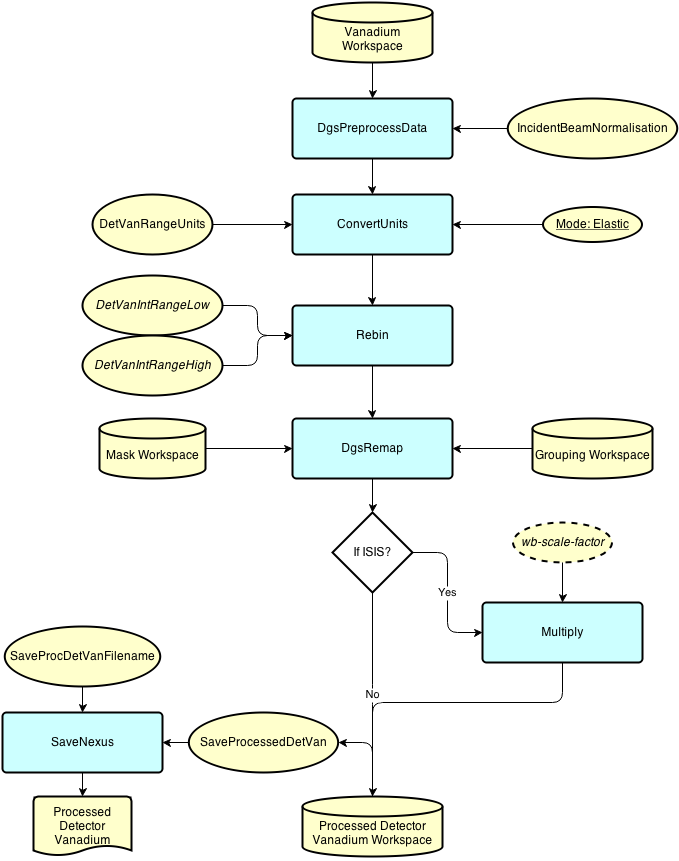 Vanadium
Workspace
DgsPreprocessData
IncidentBeamNormalisation
DetVanRangeUnits
ConvertUnits
Mode: Elastic
DetVanIntRangeLow
Rebin
DetVanIntRangeHigh
Mask Workspace
DgsRemap
Grouping Workspace
If ISIS?
wb-scale-factor
Yes
Multiply
SaveProcDetVanFilename
No
SaveNexus
SaveProcessedDetVan
Processed
Detector
Vanadium
Processed Detector
Vanadium Workspace